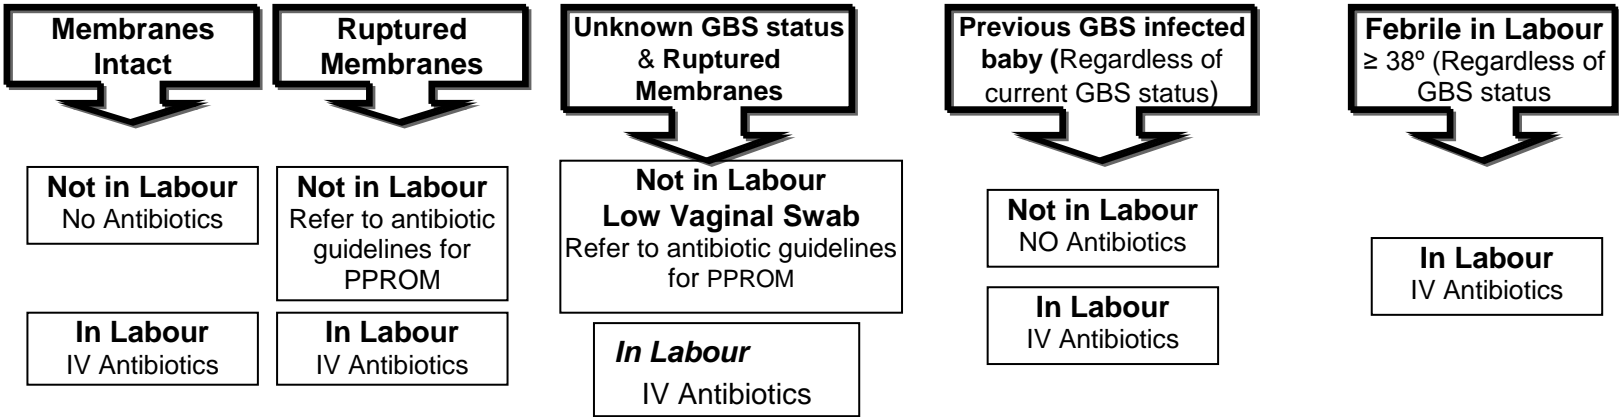 Membranes
Intact
Not in Labour
No Antibiotics
In Labour
IV Antibiotics
Ruptured
Membranes
Not in Labour
Refer to antibiotic
guidelines for
PPROM
In Labour
IV Antibiotics
Unknown GBS status
& Ruptured
Membranes
Not in Labour
Low Vaginal Swab
Refer to antibiotic guidelines
for PPROM
In Labour
IV Antibiotics
Previous GBS infected
baby (Regardless of
current GBS status)
Not in Labour
NO Antibiotics
In Labour
IV Antibiotics
Febrile in Labour
≥ 38º (Regardless of
GBS status
In Labour
IV Antibiotics